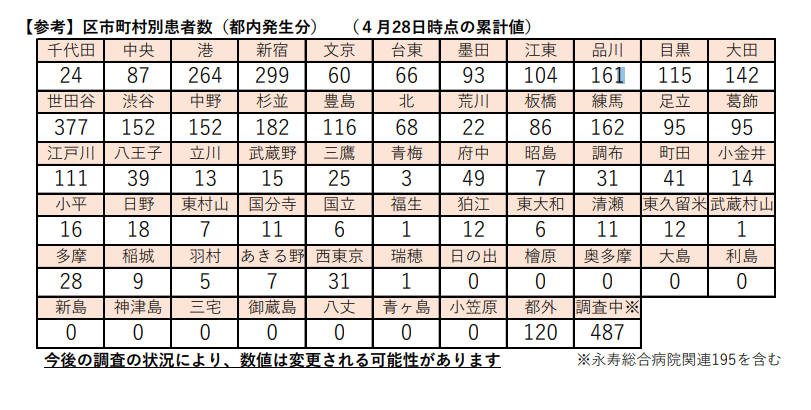 【参考】区市町村別患者数（都内発生分） （４月28日時点の累計値）
千代田 中央 港 新宿 文京 台東 墨田 江東 品川 目黒 大田
24 87 264 299 60 66 93 104 161 115 142
世田谷 渋谷 中野 杉並 豊島 北 荒川 板橋 練馬 足立 葛飾
377 152 152 182 116 68 22 86 162 95 95
江戸川 八王子 立川 武蔵野 三鷹 青梅 府中 昭島 調布 町田 小金井
111 39 13 15 25 3 49 7 31 41 14
小平 日野 東村山 国分寺 国立 福生 狛江 東大和 清瀬 東久留米 武蔵村山
16 18 7 11 6 1 12 6 11 12 1
多摩 稲城 羽村 あきる野 西東京 瑞穂 日の出 檜原 奥多摩 大島 利島
28 9 5 7 31 1 0 0 0 0 0
新島 神津島 三宅 御蔵島 八丈 青ヶ島 小笠原 都外 調査中※
0 0 0 0 0 0 0 120 487
今後の調査の状況により、数値は変更される可能性があります ※永寿総合病院関連195を含む